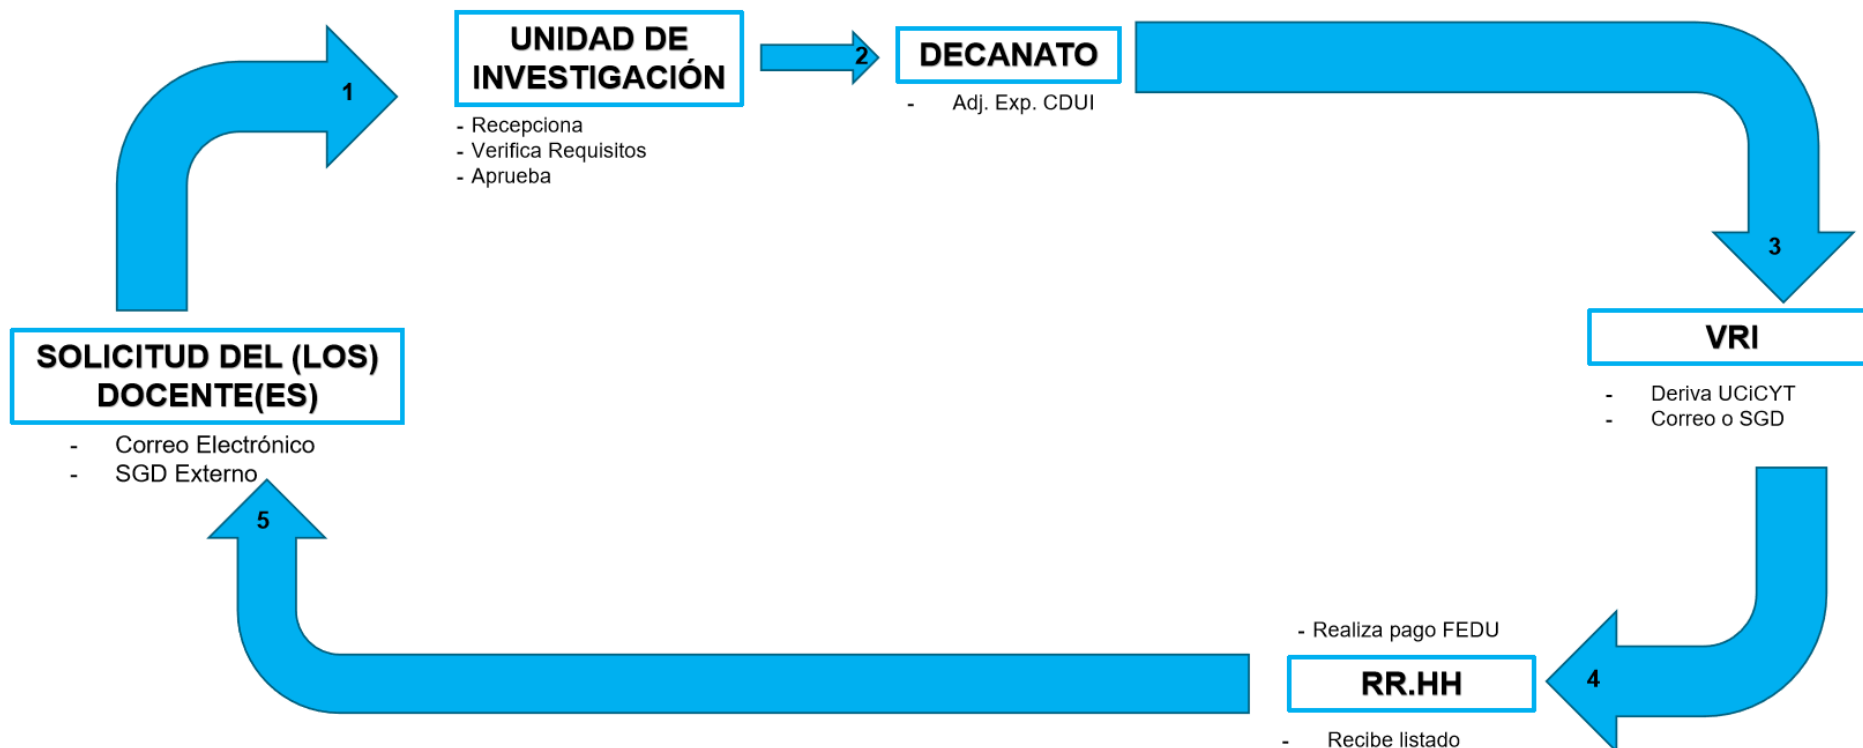 1
UNIDAD DE
INVESTIGACIÓN
- Recepciona
- Verifica Requisitos
- Aprueba
2
DECANATO
- Adj. Exp. CDUI
3
VRI
- Deriva UCiCYT
- Correo o SGD
4
- Realiza pago FEDU
RR.HH
- Recibe listado
5
SOLICITUD DEL (LOS)
DOCENTE(ES)
- Correo Electrónico
- SGD Externo